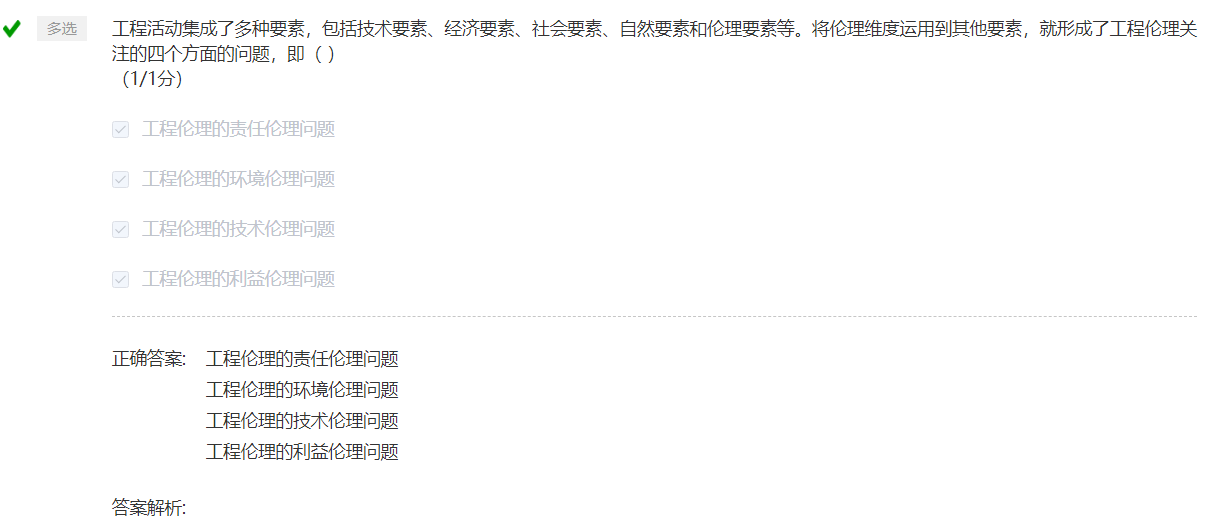 多选
工程活动集成了多种要素，包括技术要素、经济要素、社会要素、自然要素和伦理要素等。将伦理维度运用到其他要素，就形成了工程伦理关
注的四个方面的问题，即（ ）
（1/1分）
工程伦理的责任伦理问题
工程伦理的环境伦理问题
工程伦理的技术伦理问题
工程伦理的利益伦理问题
正确答案: 工程伦理的责任伦理问题
工程伦理的环境伦理问题
工程伦理的技术伦理问题
工程伦理的利益伦理问题
答案解析: